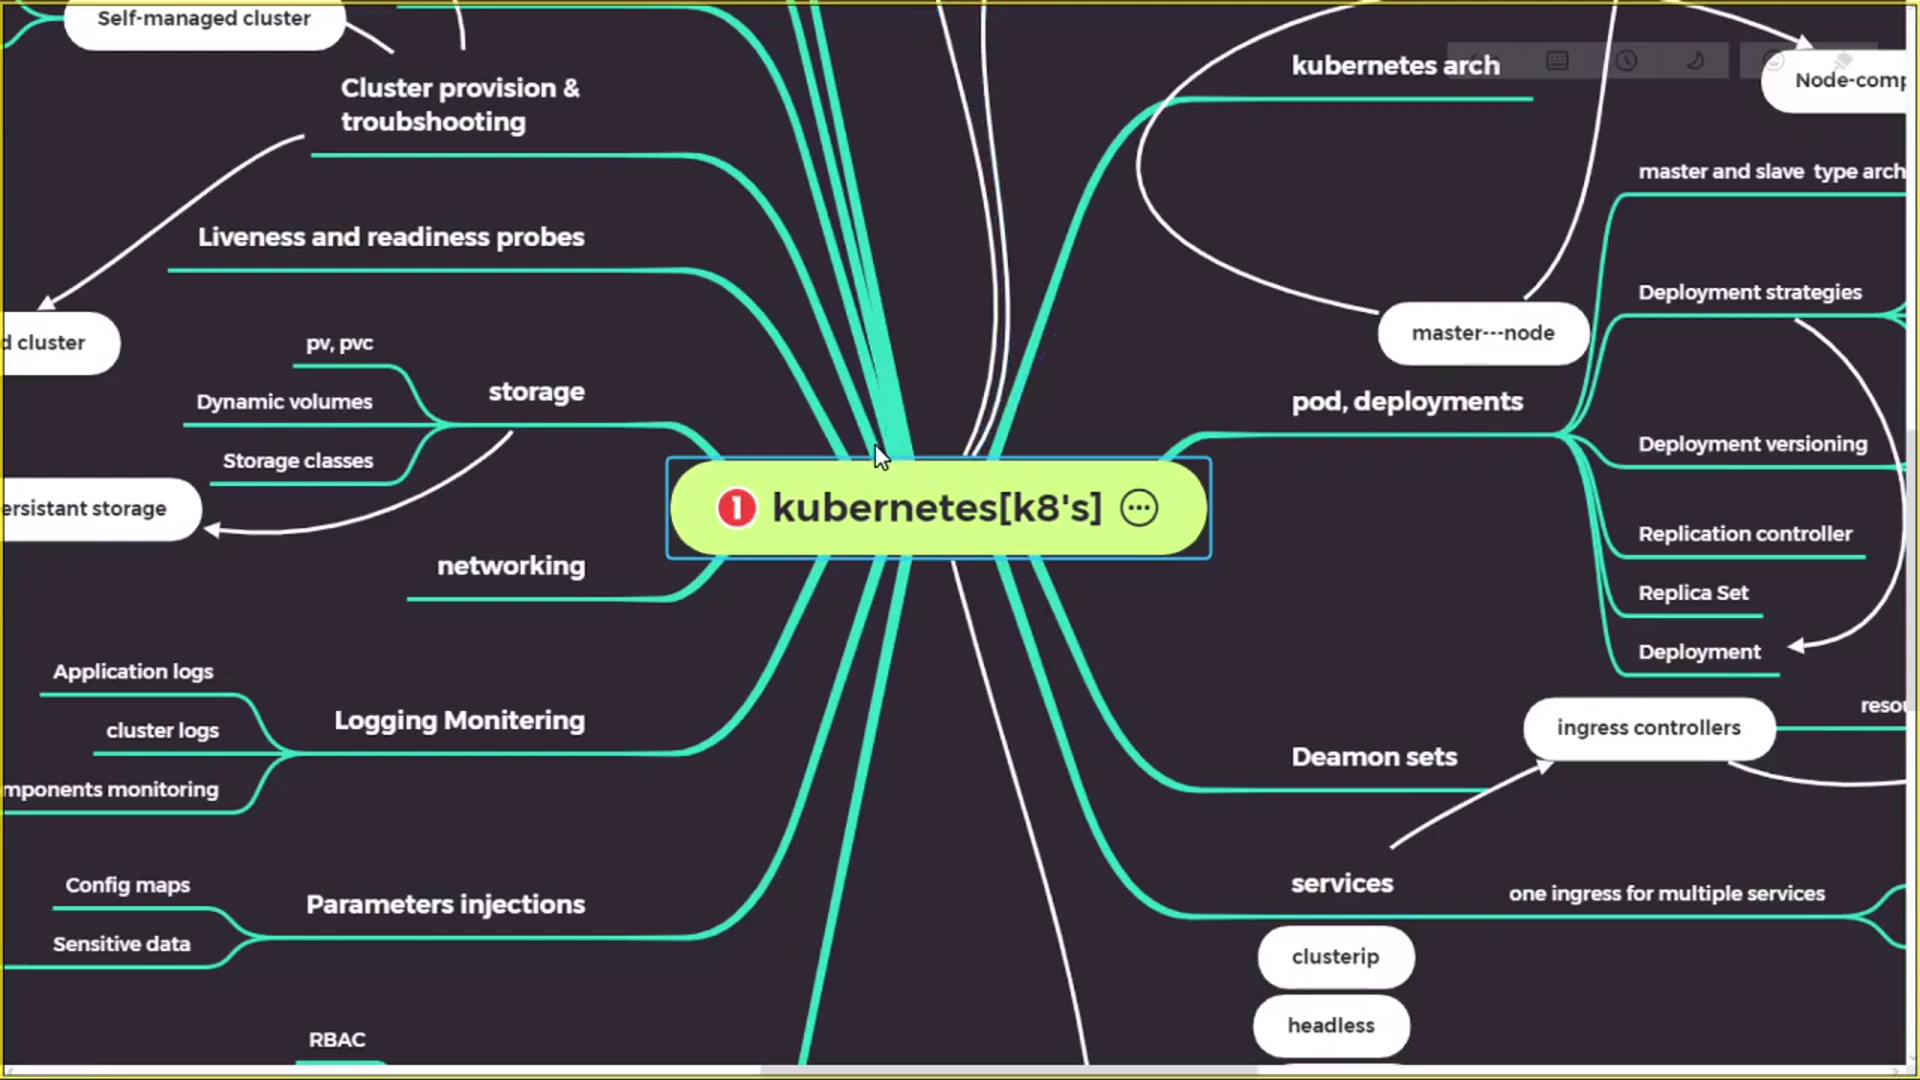 Self-managed cluster
Cluster provision &
troubshooting
Liveness and readiness probes
d cluster
pv, pvc
Dynamic volumes
Storage classes
storage
ersistant storage
networking
Application logs
cluster logs
mponents monitoring
Logging Monitering
Config maps
Sensitive data
Parameters injections
RBAC
1 kubernetes[k8's]
kubernetes arch
Node-comp
master and slave type arch
Deployment strategies
master---node
pod, deployments
Deployment versioning
Replication controller
Replica Set
Deployment
ingress controllers
resou
Deamon sets
services
one ingress for multiple services
clusterip
headless